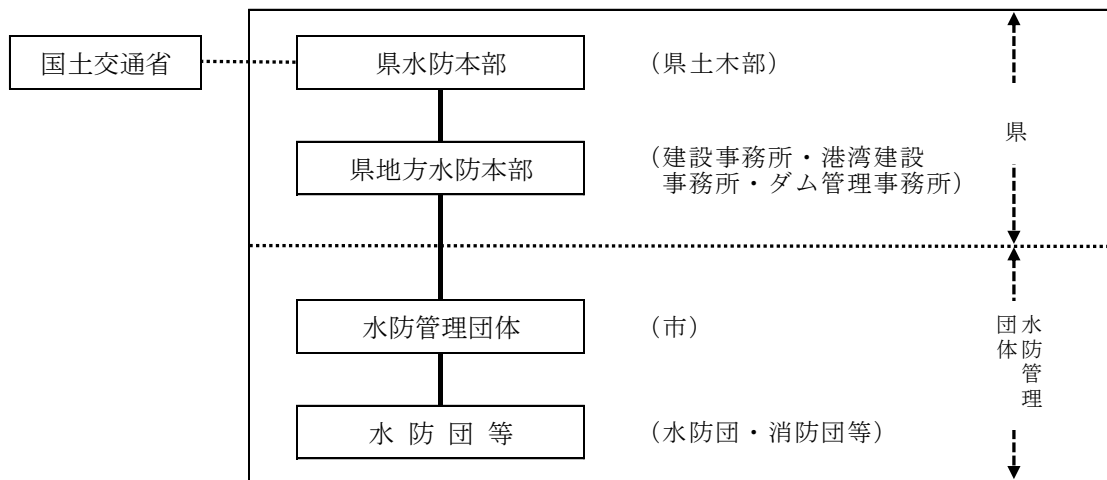 国土交通省
県水防本部
（県土木部）
県地方水防本部
（建設事務所・港湾建設
事務所・ダム管理事務所）
県
水防管理団体
（市）
水防管理
団体
水 防 団 等
（水防団・消防団等）